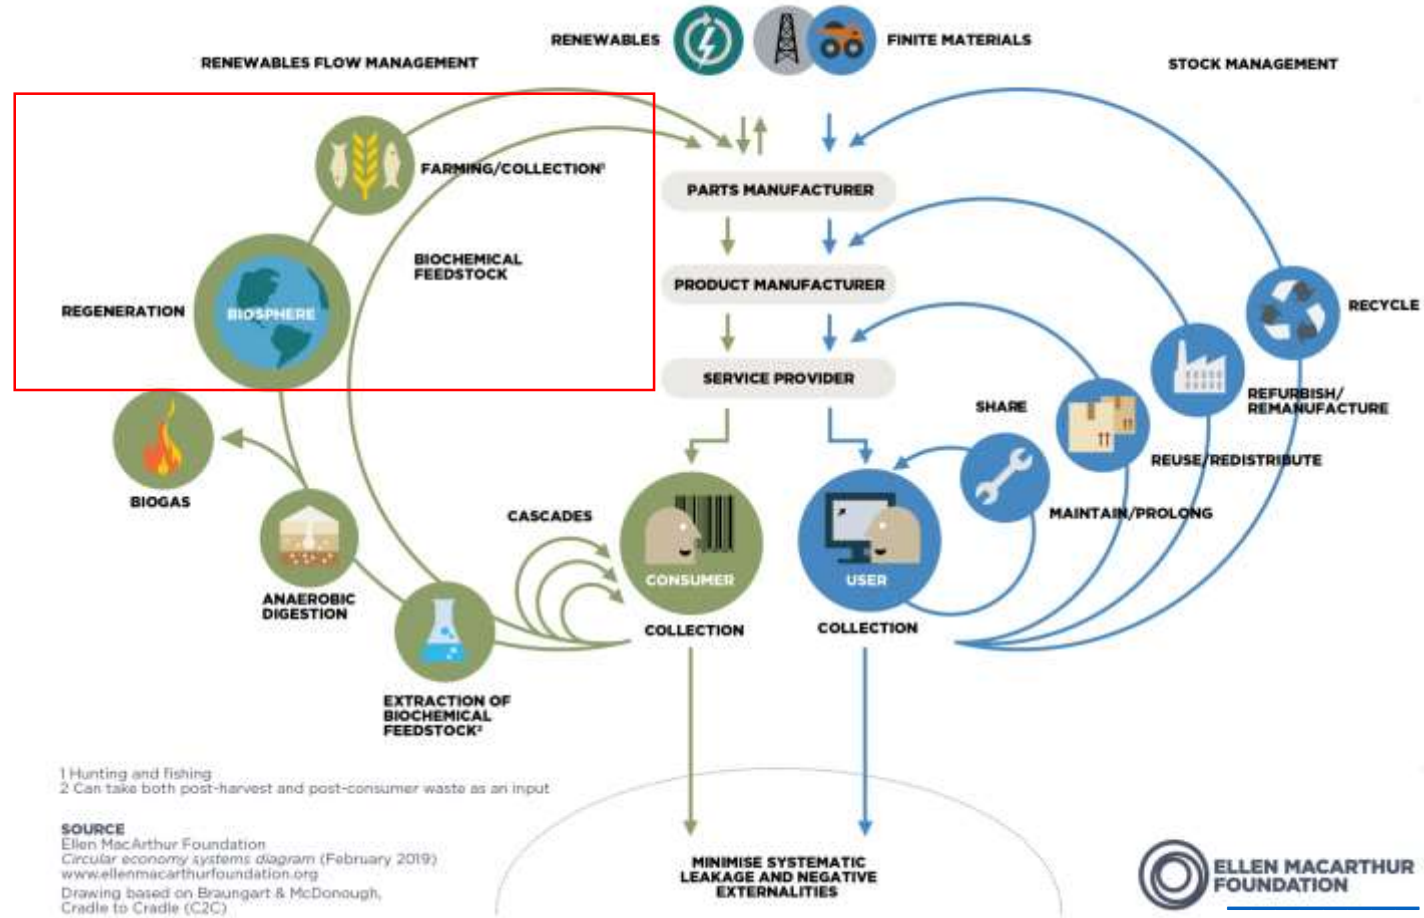 RENEWABLES
FINITE MATERIALS
RENEWABLES FLOW MANAGEMENT
STOCK MANAGEMENT
FARMING/COLLECTION¹
PARTS MANUFACTURER
BIOCHEMICAL
FEEDSTOCK
PRODUCT MANUFACTURER
REGENERATION
BIOSPHERE
RECYCLE
SERVICE PROVIDER
SHARE
REFURBISH/
REMANUFACTURE
REUSE/REDISTRIBUTE
BIOGAS
CASCADES
MAINTAIN/PROLONG
CONSUMER
USER
ANAEROBIC
DIGESTION
COLLECTION
COLLECTION
EXTRACTION OF
BIOCHEMICAL
FEEDSTOCK²
1 Hunting and fishing
2 Can take both post-harvest and post-consumer waste as an input
SOURCE
Ellen MacArthur Foundation
Circular economy systems diagram (February 2019)
www.ellenmacarthurfoundation.org
Drawing based on Braungart & McDonough,
Cradle to Cradle (C2C)
MINIMISE SYSTEMATIC
LEAKAGE AND NEGATIVE
EXTERNALITIES
ELLEN MACARTHUR
FOUNDATION